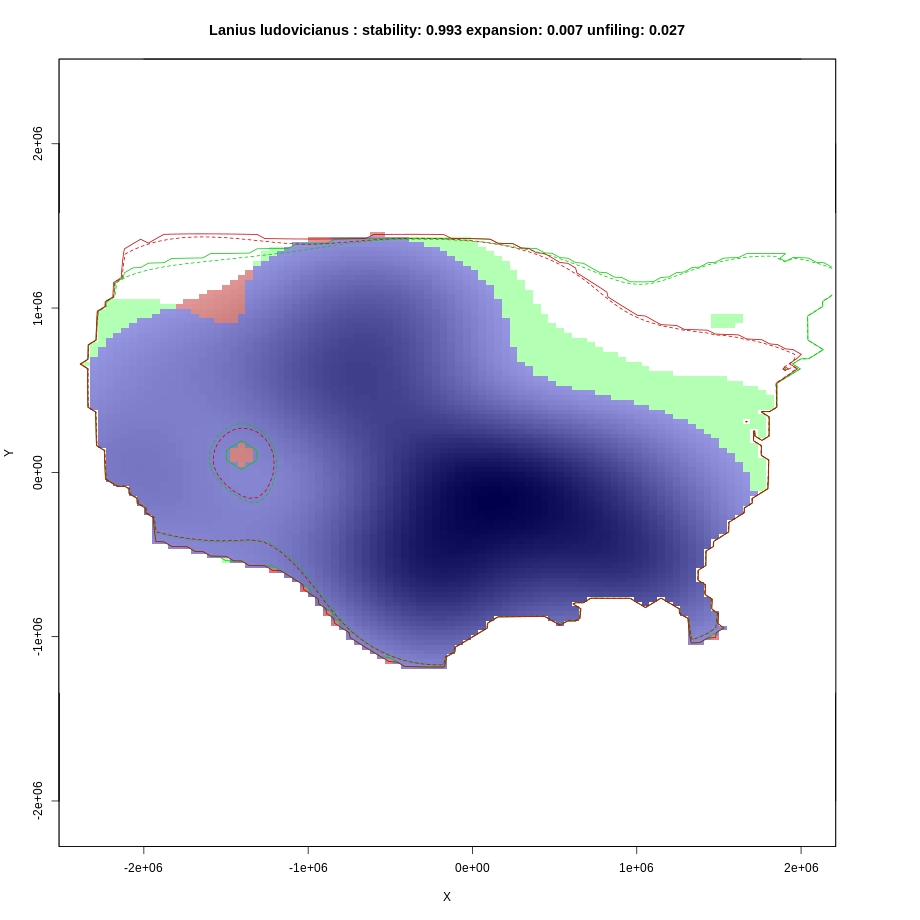 Lanius ludovicianus : stability: 0.993 expansion: 0.007 unfiling: 0.027
2e+06
1e+06
0e+00
-1e+06
-2e+06
Y
-2e+06 -1e+06 0e+00 1e+06 2e+06
X